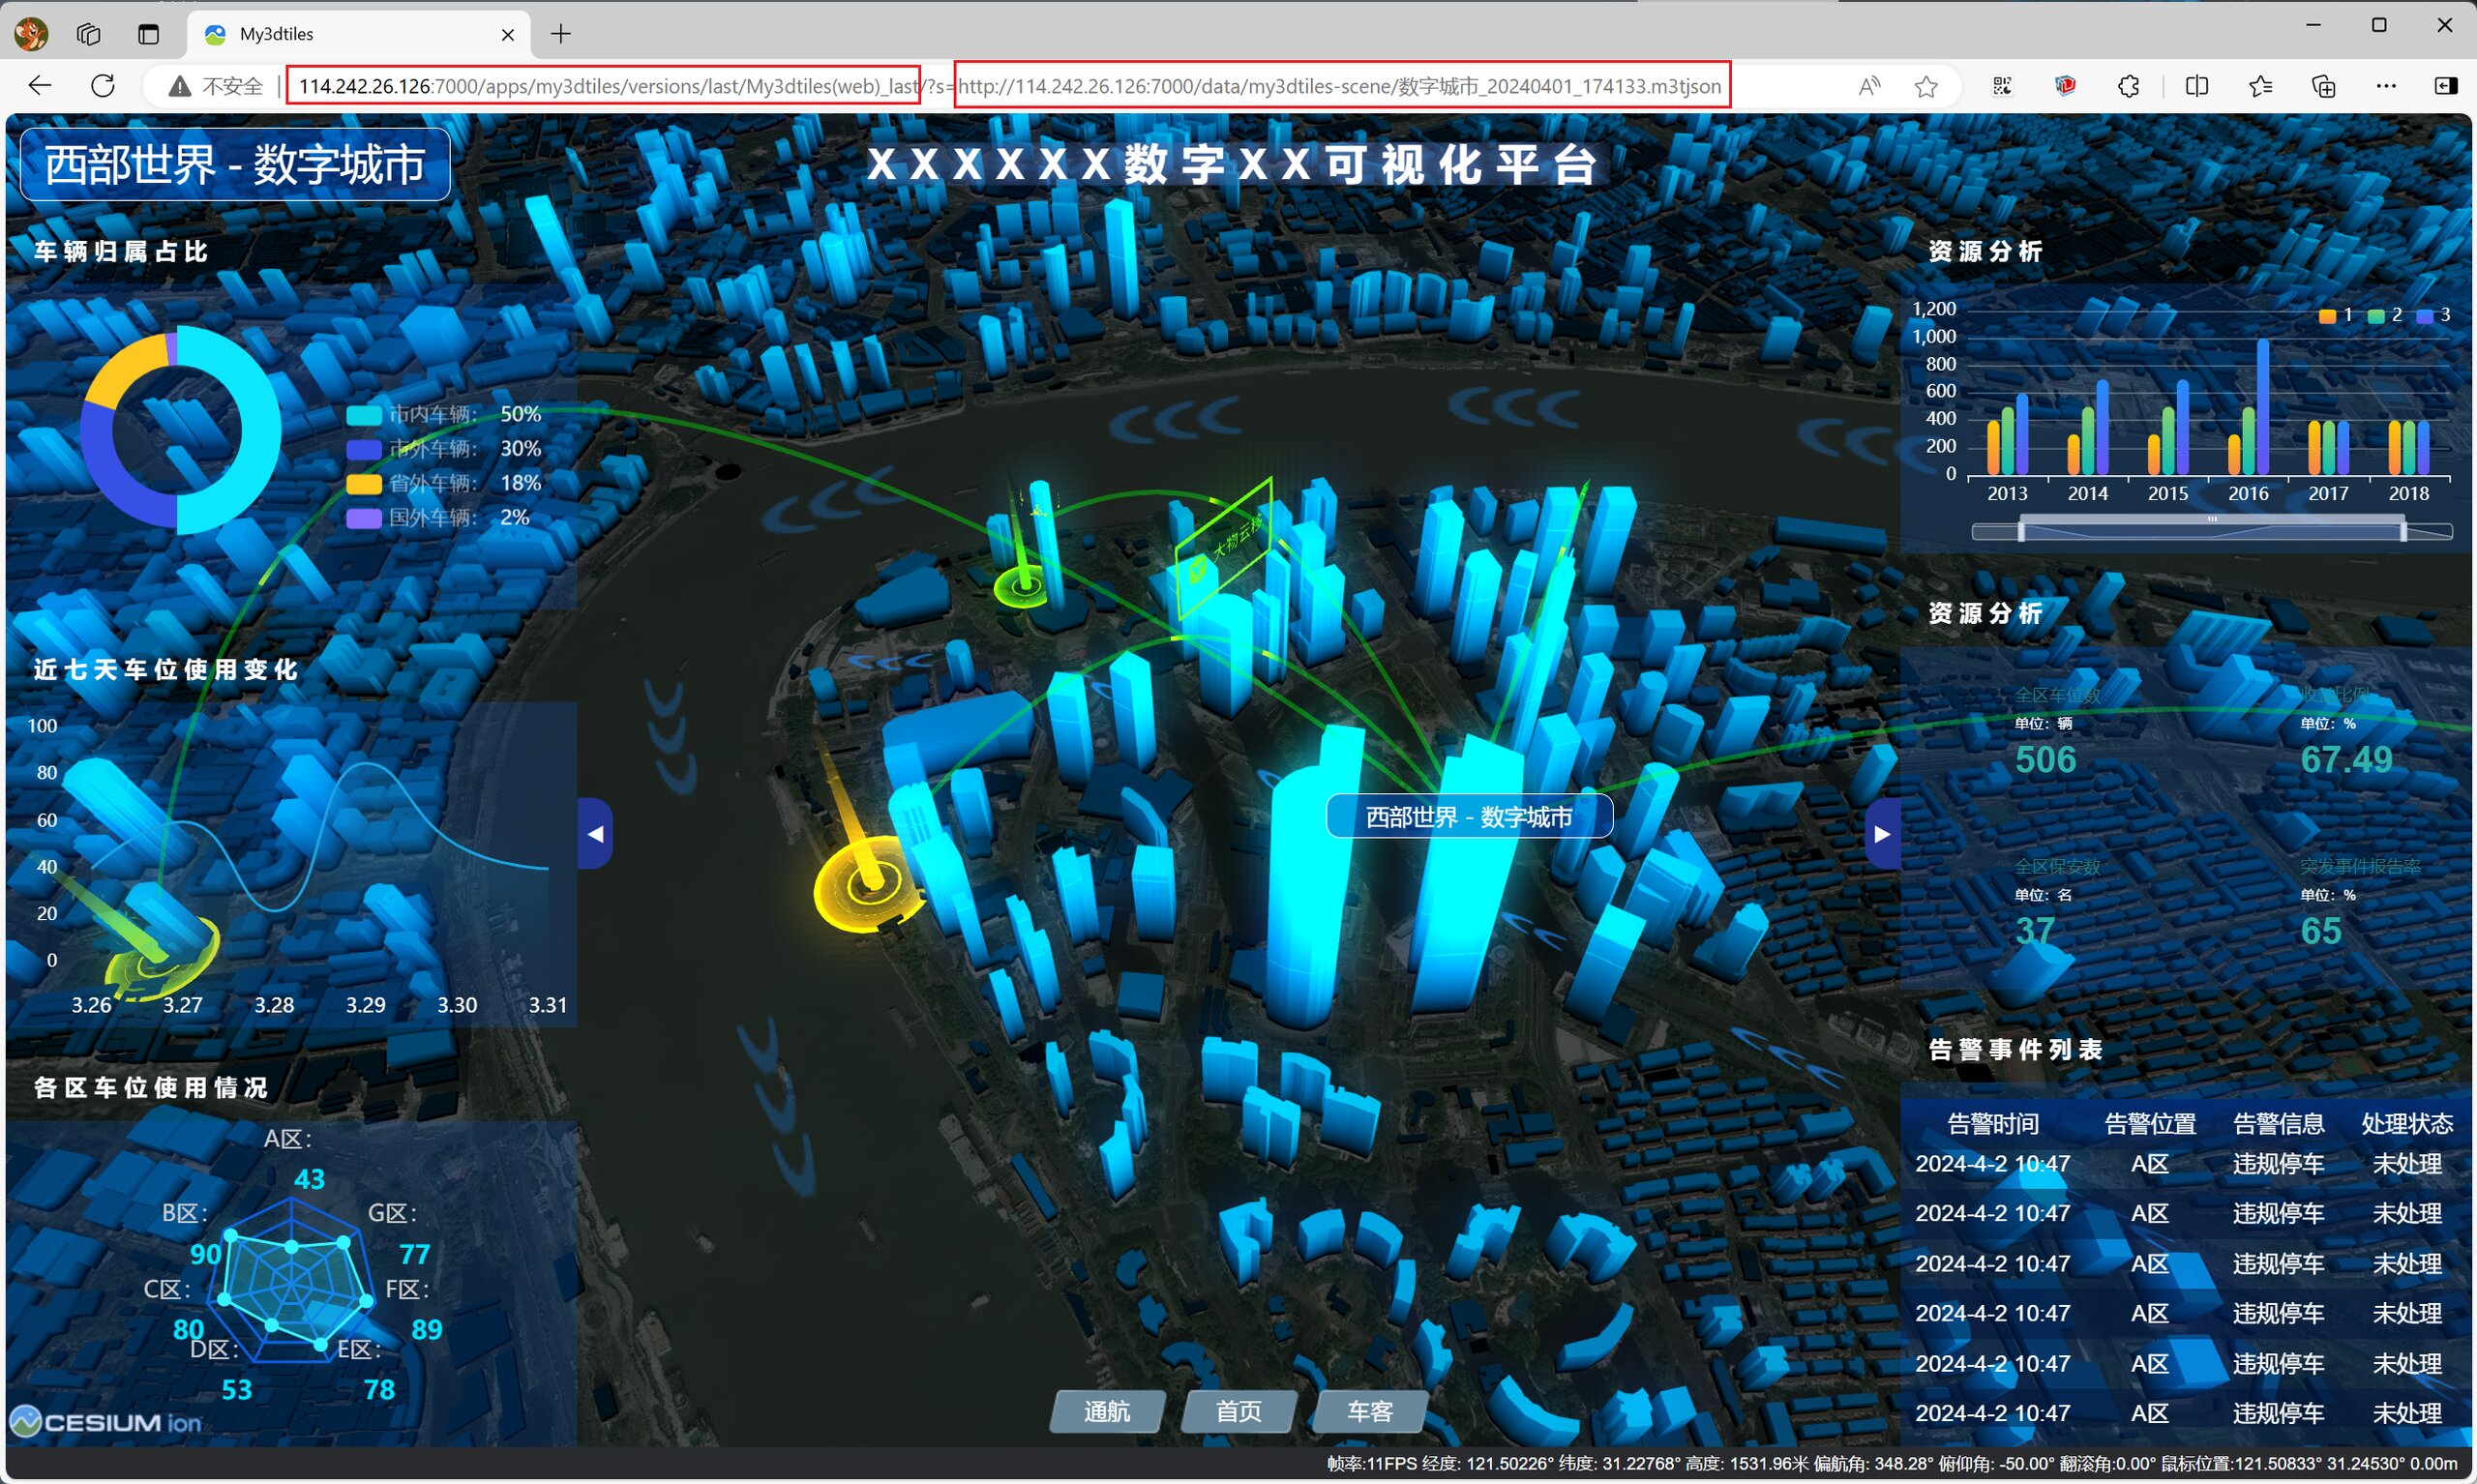 My3dtiles
不安全
114.242.26.126:7000/apps/my3dtiles/versions/last/My3dtiles(web)_last/?s=http://114.242.26.126:7000/data/my3dtiles-scene/数字城市_20240401_174133.m3tjson
西部世界 - 数字城市
XXXXXX数字XX可视化平台
车辆归属占比
市内车辆: 50%
市外车辆: 30%
省外车辆: 18%
国外车辆: 2%
近七天车位使用变化
100
80
60
40
20
0
3.26 3.27 3.28 3.29 3.30 3.31
各区车位使用情况
A区:
43
B区:
90
C区:
80
D区:
53
E区:
78
F区:
89
G区:
77
CESIUM ion
大物云移
西部世界 - 数字城市
通航 首页 车客
资源分析
1 2 3
1,200
1,000
800
600
400
200
0
2013 2014 2015 2016 2017 2018
资源分析
全区车位数
单位: 辆
506
收益比例
单位: %
67.49
全区保安数
单位: 名
37
突发事件报告率
单位: %
65
告警事件列表
告警时间 告警位置 告警信息 处理状态
2024-4-2 10:47 A区 违规停车 未处理
2024-4-2 10:47 A区 违规停车 未处理
2024-4-2 10:47 A区 违规停车 未处理
2024-4-2 10:47 A区 违规停车 未处理
2024-4-2 10:47 A区 违规停车 未处理
2024-4-2 10:47 A区 违规停车 未处理
帧率:11FPS 经度: 121.50226° 纬度: 31.22768° 高度: 1531.96米 偏航角: 348.28° 俯仰角: -50.00° 翻滚角:0.00° 鼠标位置:121.50833° 31.24530° 0.00m